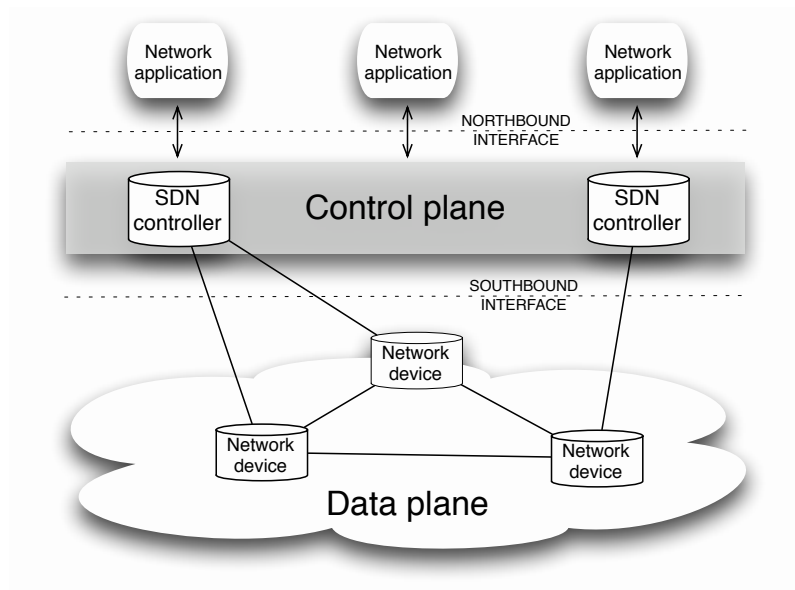 Network
application
Network
application
Network
application
NORTHBOUND
INTERFACE
SDN
controller
Control plane
SDN
controller
SOUTHBOUND
INTERFACE
Network
device
Network
device
Network
device
Data plane